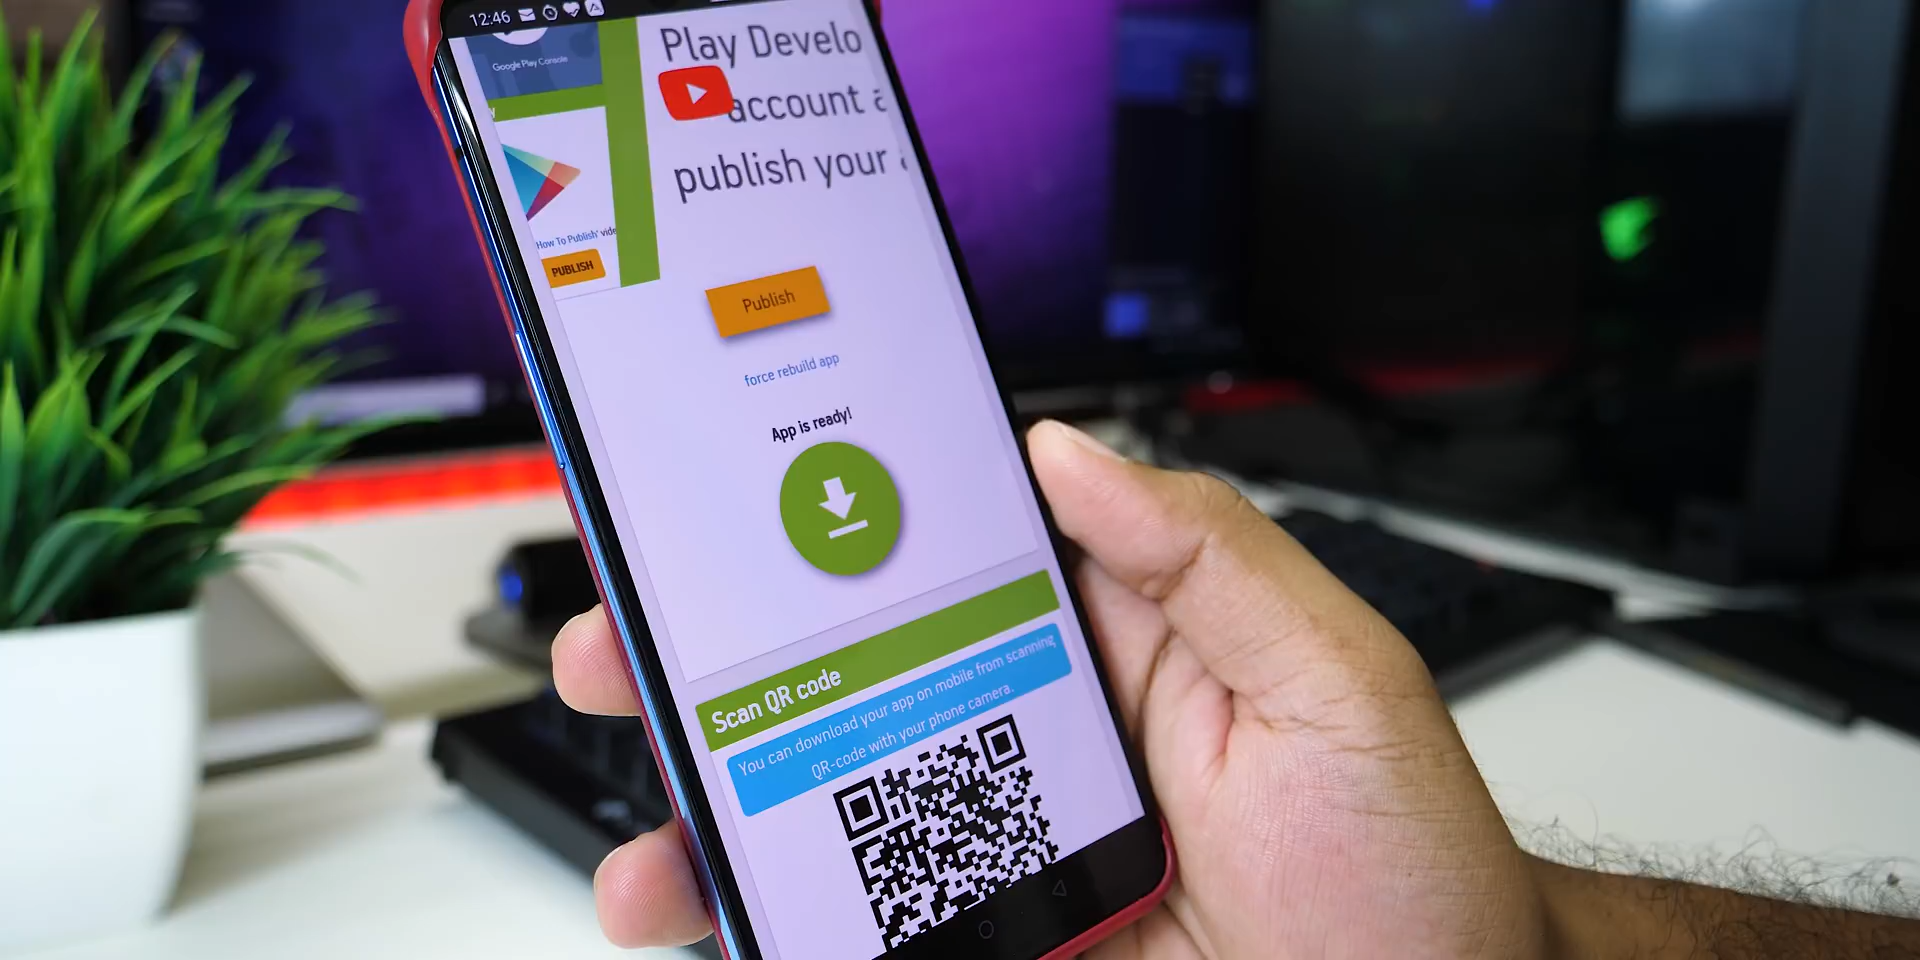 12:46
Google Play Console
How To Publish' vide
PUBLISH
Play Develo
account a
publish your
Publish
force rebuild app
App is ready!
Scan QR code
You can download your app on mobile from scanning
QR-code with your phone camera.